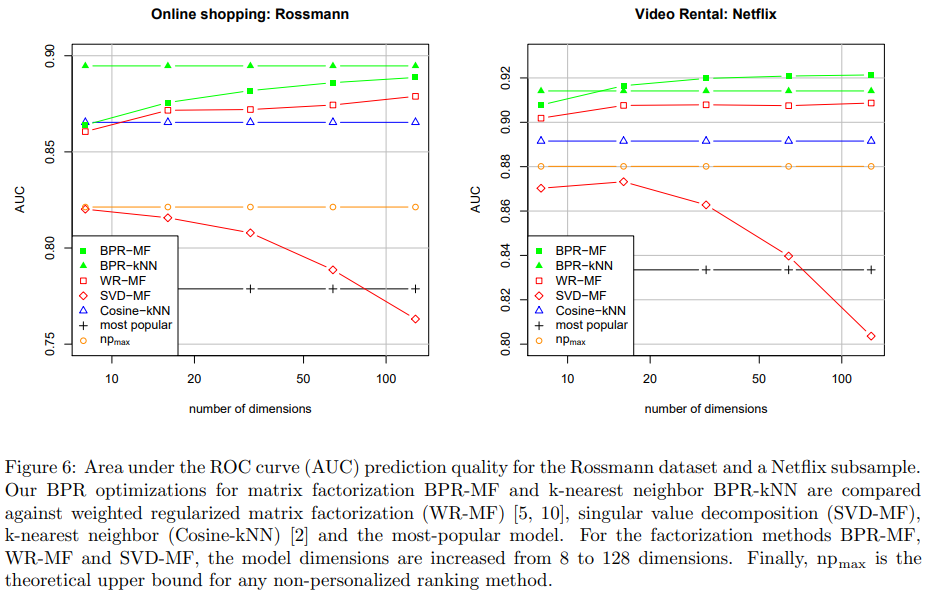 Online shopping: Rossmann
0.90
0.85
0.80
0.75
AUC
BPR−MF
BPR−kNN
WR−MF
SVD−MF
Cosine−kNN
most popular
npmax
10 20 50 100
number of dimensions
Video Rental: Netflix
0.92
0.90
0.88
0.86
0.84
0.82
0.80
AUC
BPR−MF
BPR−kNN
WR−MF
SVD−MF
Cosine−kNN
most popular
npmax
10 20 50 100
number of dimensions
Figure 6: Area under the ROC curve (AUC) prediction quality for the Rossmann dataset and a Netflix subsample.
Our BPR optimizations for matrix factorization BPR-MF and k-nearest neighbor BPR-kNN are compared
against weighted regularized matrix factorization (WR-MF) [5, 10], singular value decomposition (SVD-MF),
k-nearest neighbor (Cosine-kNN) [2] and the most-popular model. For the factorization methods BPR-MF,
WR-MF and SVD-MF, the model dimensions are increased from 8 to 128 dimensions. Finally, npmax is the
theoretical upper bound for any non-personalized ranking method.